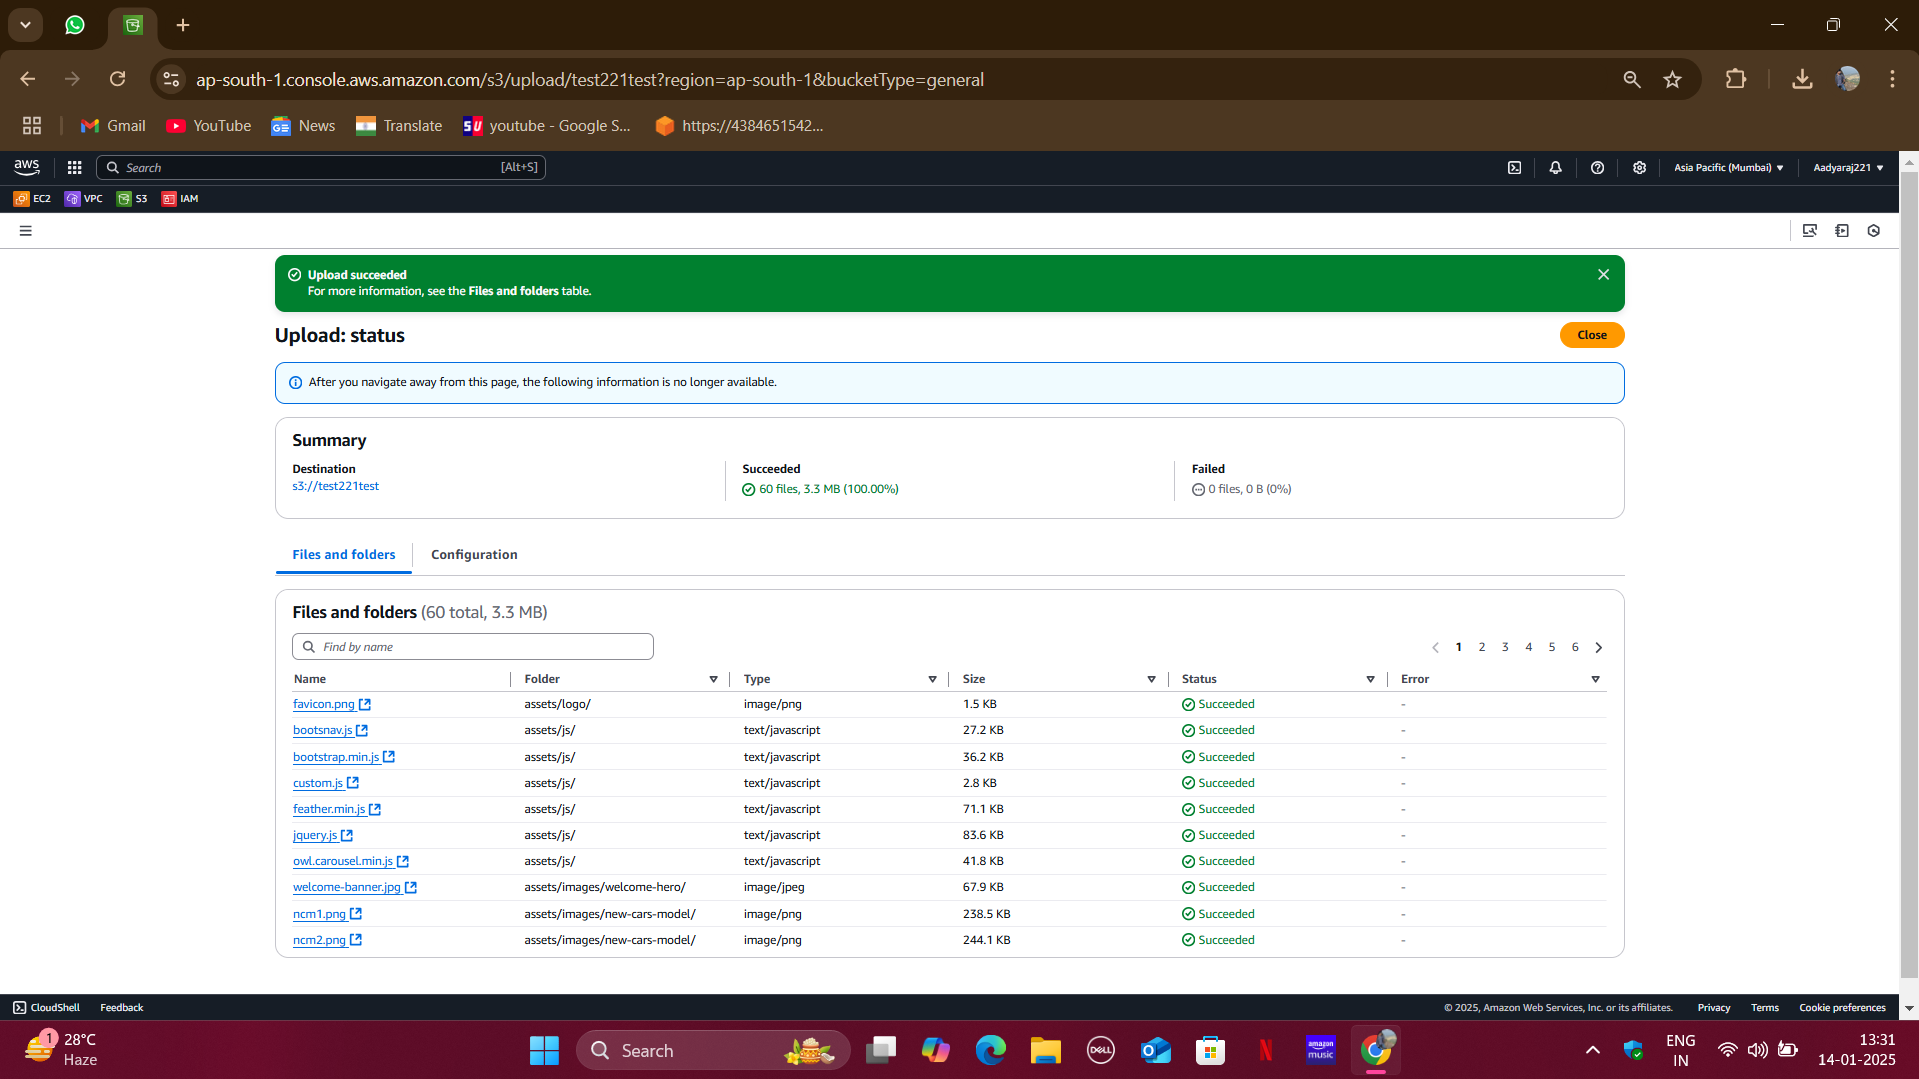 ap-south-1.console.aws.amazon.com/s3/upload/test221test?region=ap-south-1&bucketType=general
Gmail YouTube News Translate SU youtube - Google S... https://4384651542...
aws Search [Alt+S] Asia Pacific (Mumbai) Aadyaraj221
EC2 VPC S3 IAM
Upload succeeded
For more information, see the Files and folders table.
Upload: status Close
After you navigate away from this page, the following information is no longer available.
Summary
Destination Succeeded Failed
s3://test221test 60 files, 3.3 MB (100.00%) 0 files, 0 B (0%)
Files and folders Configuration
Files and folders (60 total, 3.3 MB)
Find by name 1 2 3 4 5 6
Name Folder Type Size Status Error
favicon.png assets/logo/ image/png 1.5 KB Succeeded -
bootsnav.js assets/js/ text/javascript 27.2 KB Succeeded -
bootstrap.min.js assets/js/ text/javascript 36.2 KB Succeeded -
custom.js assets/js/ text/javascript 2.8 KB Succeeded -
feather.min.js assets/js/ text/javascript 71.1 KB Succeeded -
jquery.js assets/js/ text/javascript 83.6 KB Succeeded -
owl.carousel.min.js assets/js/ text/javascript 41.8 KB Succeeded -
welcome-banner.jpg assets/images/welcome-hero/ image/jpeg 67.9 KB Succeeded -
ncm1.png assets/images/new-cars-model/ image/png 238.5 KB Succeeded -
ncm2.png assets/images/new-cars-model/ image/png 244.1 KB Succeeded -
CloudShell Feedback © 2025, Amazon Web Services, Inc. or its affiliates. Privacy Terms Cookie preferences
1 28°C Haze Search DELL amazon music ENG IN 13:31
14-01-2025